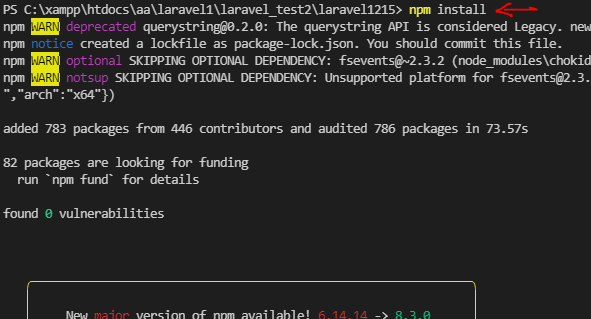 PS C:\xampp\htdocs\aa\laravel1\laravel_test2\laravel1215> npm install
npm WARN deprecated querystring@0.2.0: The querystring API is considered Legacy. new
npm notice created a lockfile as package-lock.json. You should commit this file.
npm WARN optional SKIPPING OPTIONAL DEPENDENCY: fsevents@~2.3.2 (node_modules\chokid
npm WARN notsup SKIPPING OPTIONAL DEPENDENCY: Unsupported platform for fsevents@2.3.
","arch":"x64"})
added 783 packages from 446 contributors and audited 786 packages in 73.57s
82 packages are looking for funding
run `npm fund` for details
found 0 vulnerabilities
New major version of npm available! 6.14.14 -> 8.3.0